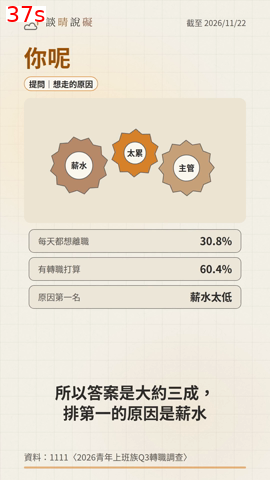 37s
談晴說礙
截至 2026/11/22
你呢
提問｜想走的原因
薪水
太累
主管
每天都想離職 30.8%
有轉職打算 60.4%
原因第一名 薪水太低
所以答案是大約三成，
排第一的原因是薪水
資料：1111〈2026青年上班族Q3轉職調查〉